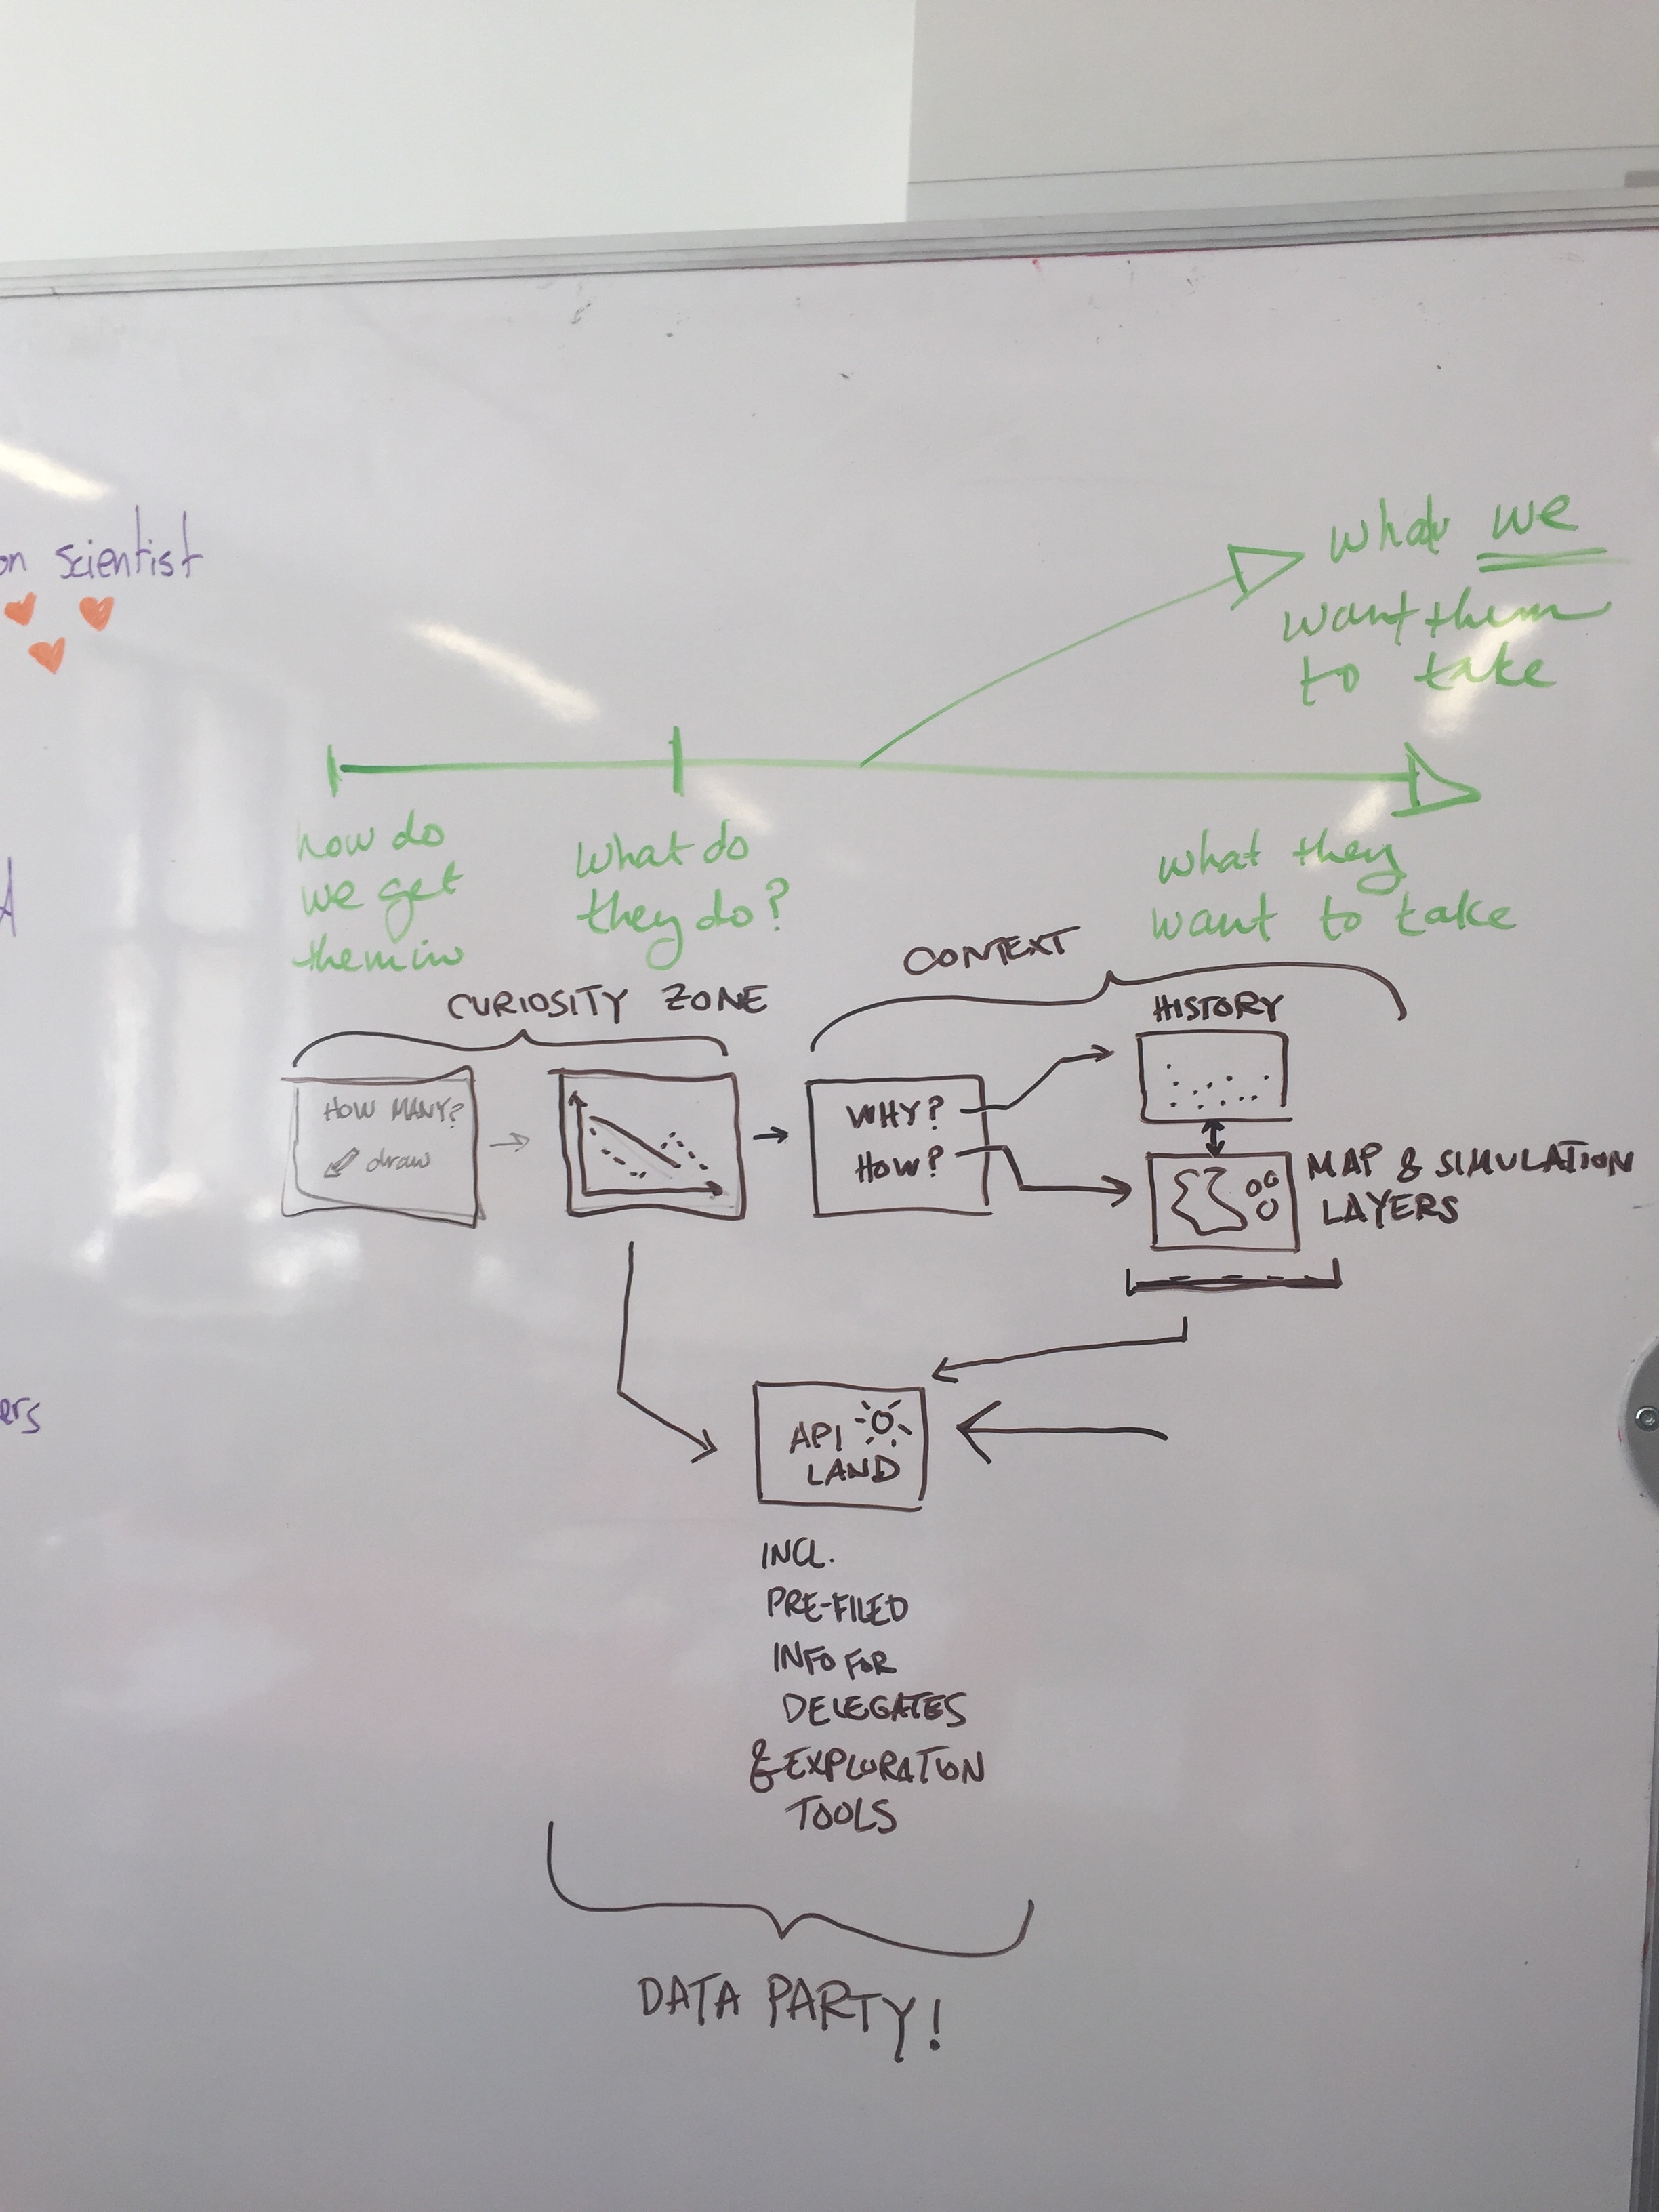 on scientist
what we
want them
to take
how do
we get
them in
What do
they do?
what they
want to take
A
CURIOSITY ZONE
CONTEXT
HISTORY
HOW MANY?
draw
WHY?
HOW?
MAP & SIMULATION
LAYERS
API
LAND
ers
INCL.
PRE-FILED
INFO FOR
DELEGATES
& EXPLORATION
TOOLS
DATA PARTY!